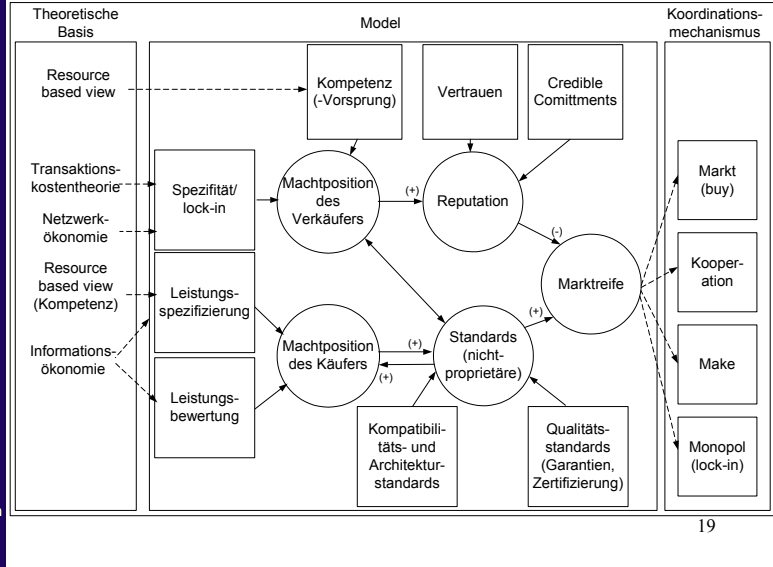 Theoretische
Basis
Model
Koordinations-
mechanismus
Resource
based view
Transaktions-
kostentheorie
Netzwerk-
ökonomie
Resource
based view
(Kompetenz)
Informations-
ökonomie
Kompetenz
(-Vorsprung)
Vertrauen
Credible
Comittments
Spezifität/
lock-in
Machtposition
des
Verkäufers
(+)
Reputation
(-)
Leistungs-
spezifizierung
Marktreife
Machtposition
des Käufers
(+)
(+)
Standards
(nicht-
proprietäre)
(+)
Leistungs-
bewertung
Kompatibili-
täts- und
Architektur-
standards
Qualitäts-
standards
(Garantien,
Zertifizierung)
Markt
(buy)
Kooper-
ation
Make
Monopol
(lock-in)
19